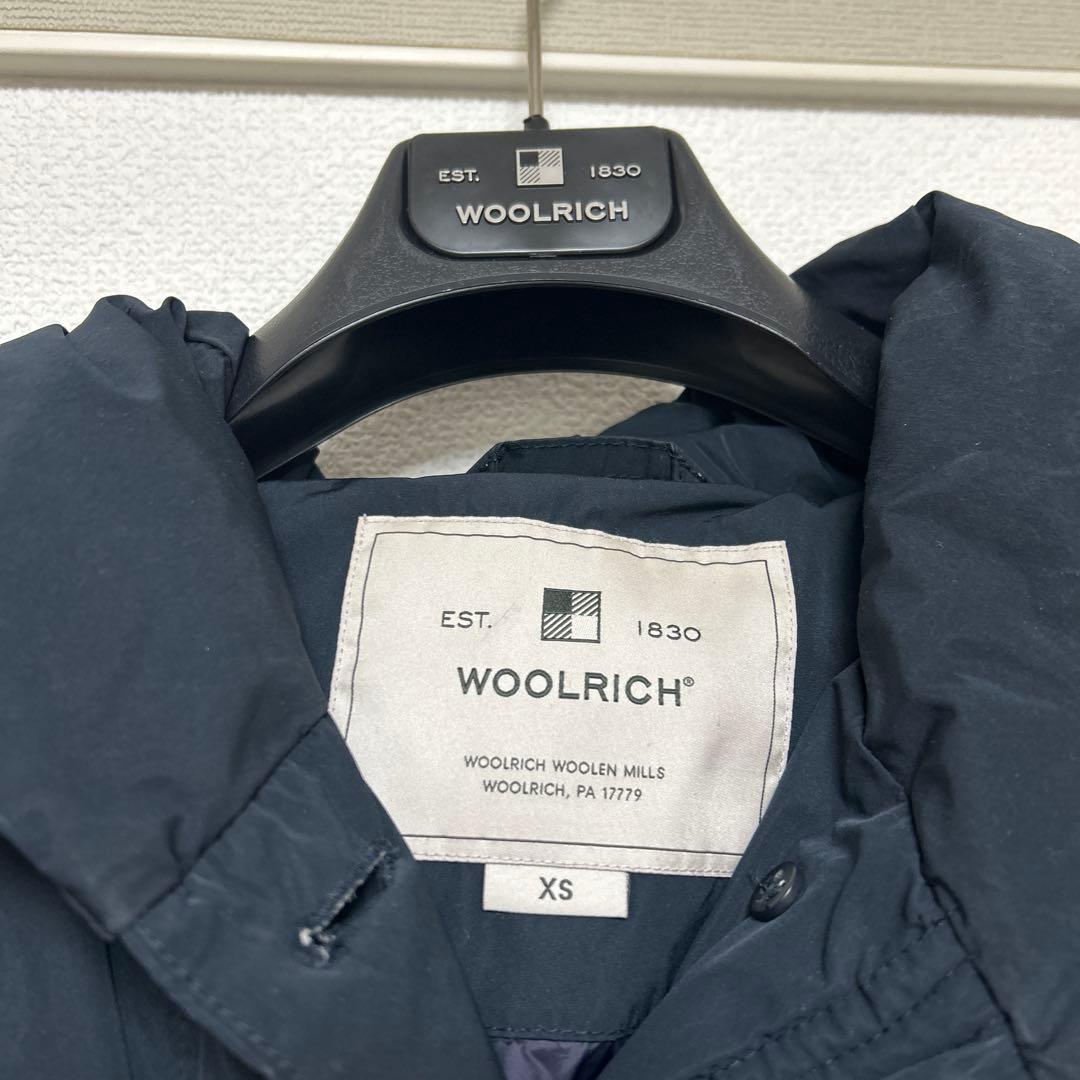 EST. 1830
WOOLRICH
EST. 1830
WOOLRICH®
WOOLRICH WOOLEN MILLS
WOOLRICH, PA 17779
XS